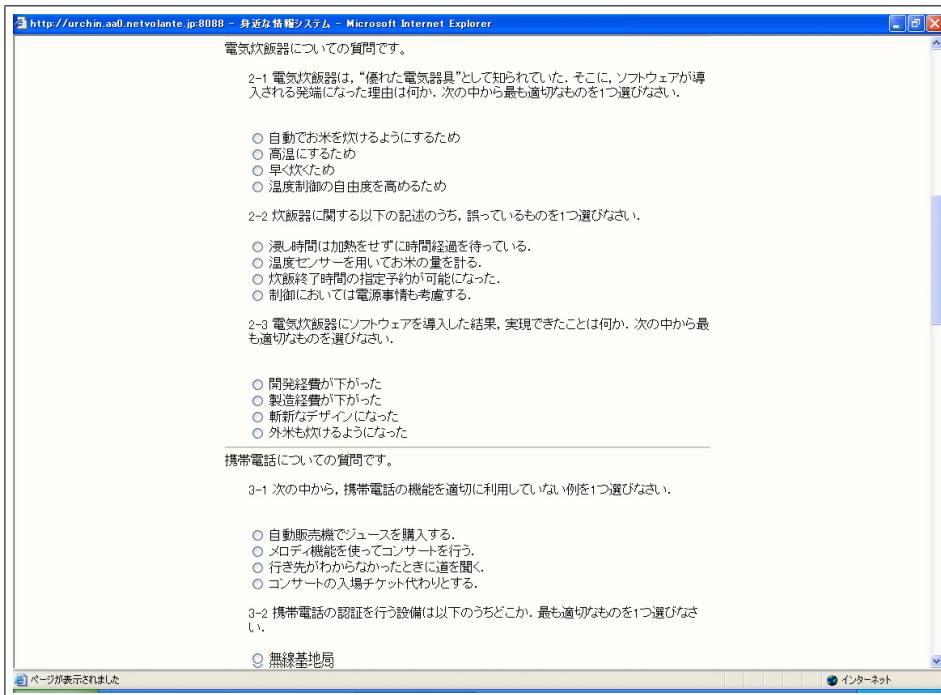 http://urchin.aa0.netvolante.jp:8088 - 身近な情報システム - Microsoft Internet Explorer
電気炊飯器についての質問です。
2-1 電気炊飯器は, “優れた電気器具”として知られていた. そこに, ソフトウェアが導
入される発端になった理由は何か. 次の中から最も適切なものを1つ選びなさい.
自動でお米を炊けるようにするため
高温にするため
早く炊くため
温度制御の自由度を高めるため
2-2 炊飯器に関する以下の記述のうち, 誤っているものを1つ選びなさい.
浸し時間は加熱をせずに時間経過を待っている.
温度センサーを用いてお米の量を計る.
炊飯終了時間の指定予約が可能になった.
制御においては電源事情も考慮する.
2-3 電気炊飯器にソフトウェアを導入した結果, 実現できたことは何か. 次の中から最
も適切なものを選びなさい.
開発経費が下がった
製造経費が下がった
斬新なデザインになった
外米も炊けるようになった
携帯電話についての質問です。
3-1 次の中から, 携帯電話の機能を適切に利用していない例を1つ選びなさい.
自動販売機でジュースを購入する.
メロディ機能を使ってコンサートを行う.
行き先がわからなかったときに道を聞く.
コンサートの入場チケット代わりとする.
3-2 携帯電話の認証を行う設備は以下のうちどこか. 最も適切なものを1つ選びなさ
い.
無線基地局
ページが表示されました
インターネット